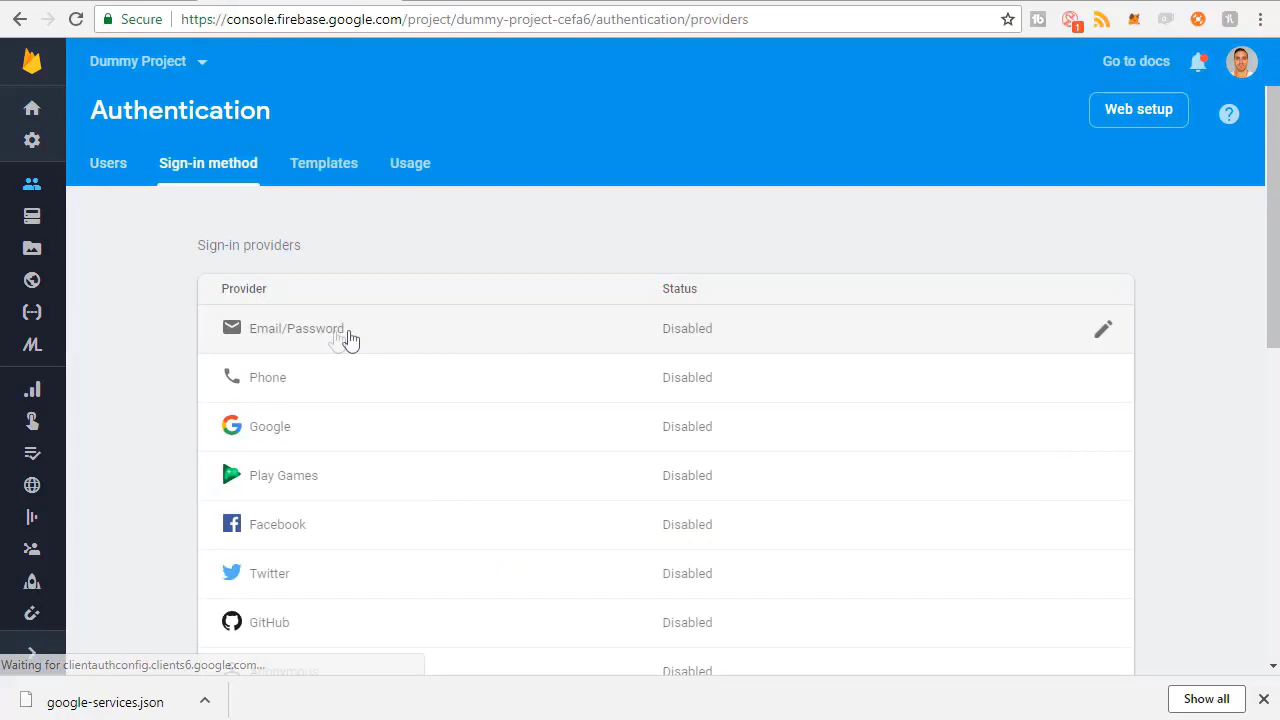 Secure https://console.firebase.google.com/project/dummy-project-cefa6/authentication/providers
1
Dummy Project
Go to docs
Authentication
Web setup
?
Users Sign-in method Templates Usage
Sign-in providers
Provider Status
Email/Password Disabled
Phone Disabled
Google Disabled
Play Games Disabled
Facebook Disabled
Twitter Disabled
GitHub Disabled
Anonymous Disabled
Waiting for clientauthconfig.clients6.google.com...
google-services.json
Show all